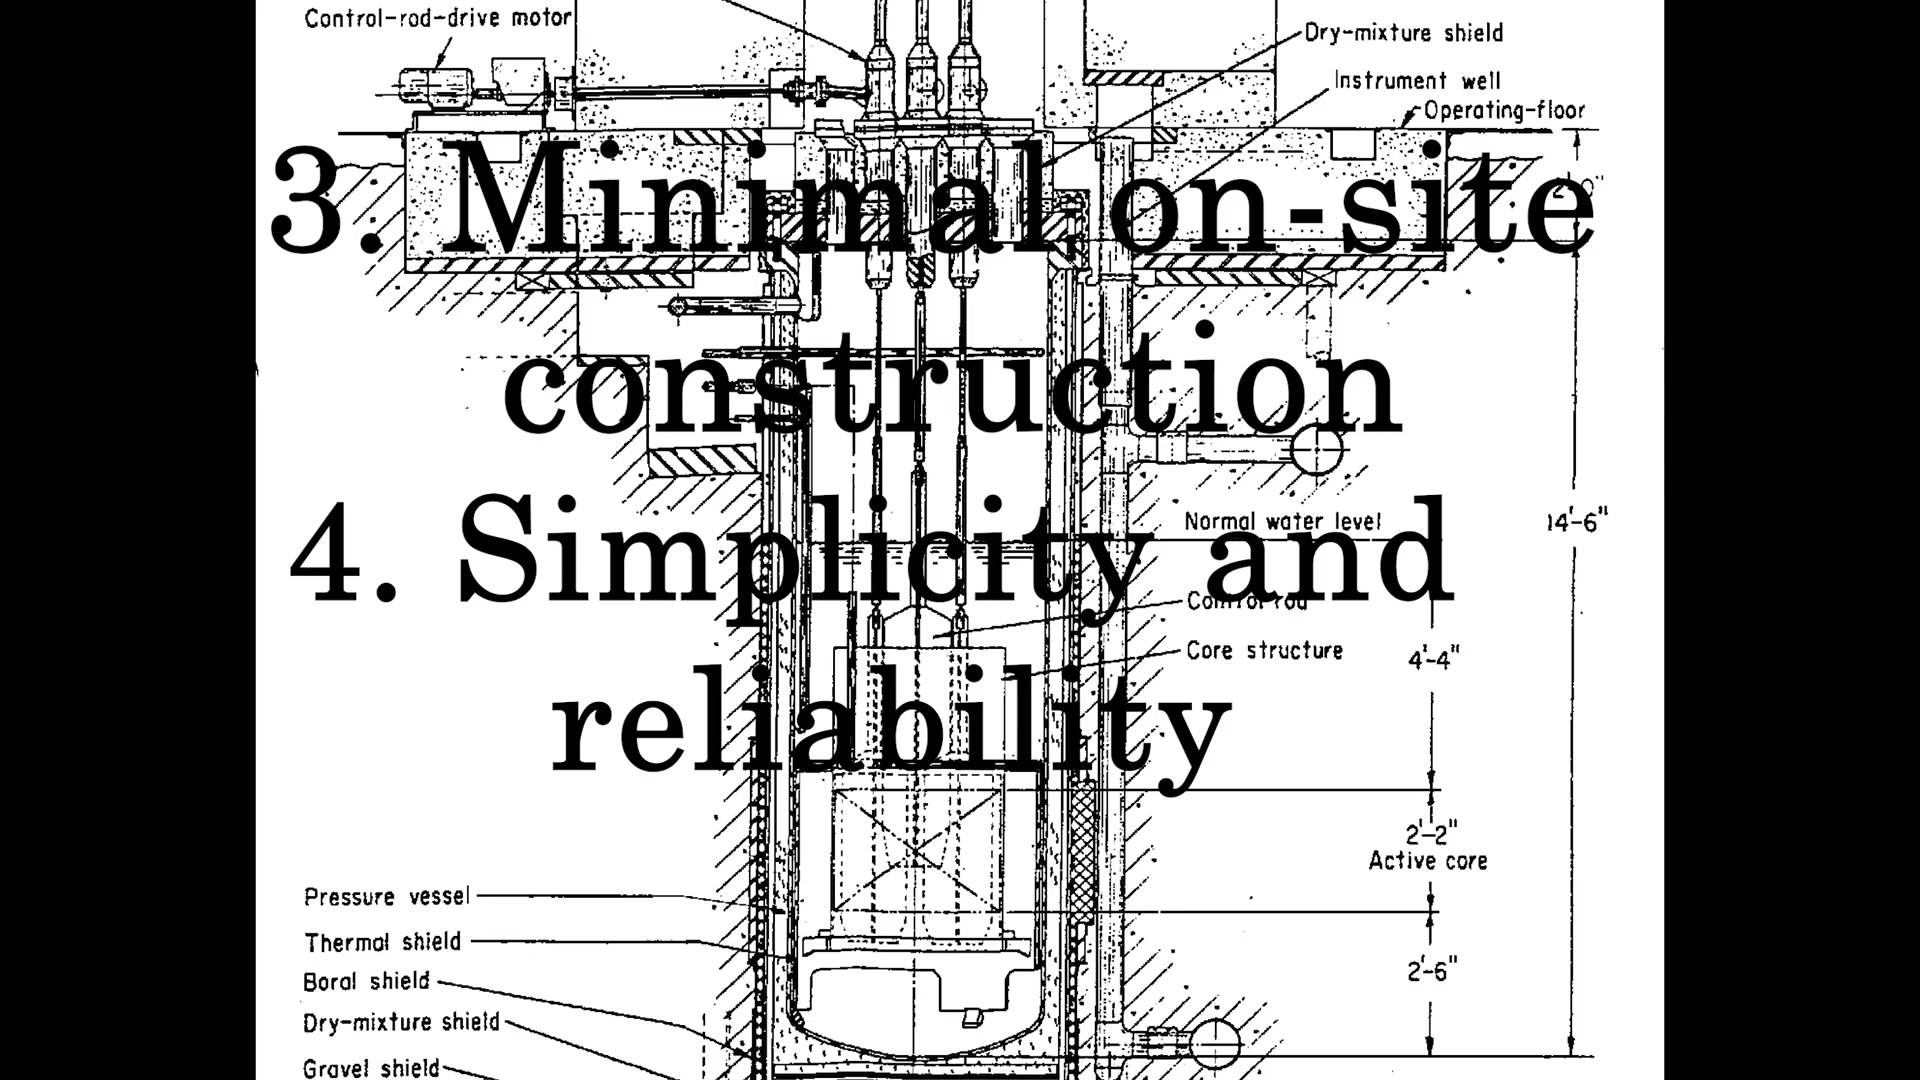 Control-rod-drive motor
Dry-mixture shield
Instrument well
Operating-floor
3. Minimal on-site
construction
4. Simplicity and
reliability
Normal water level
14'-6"
Control rod
Core structure
4'-4"
2'-2"
Active core
Pressure vessel
Thermal shield
2'-6"
Boral shield
Dry-mixture shield
Gravel shield